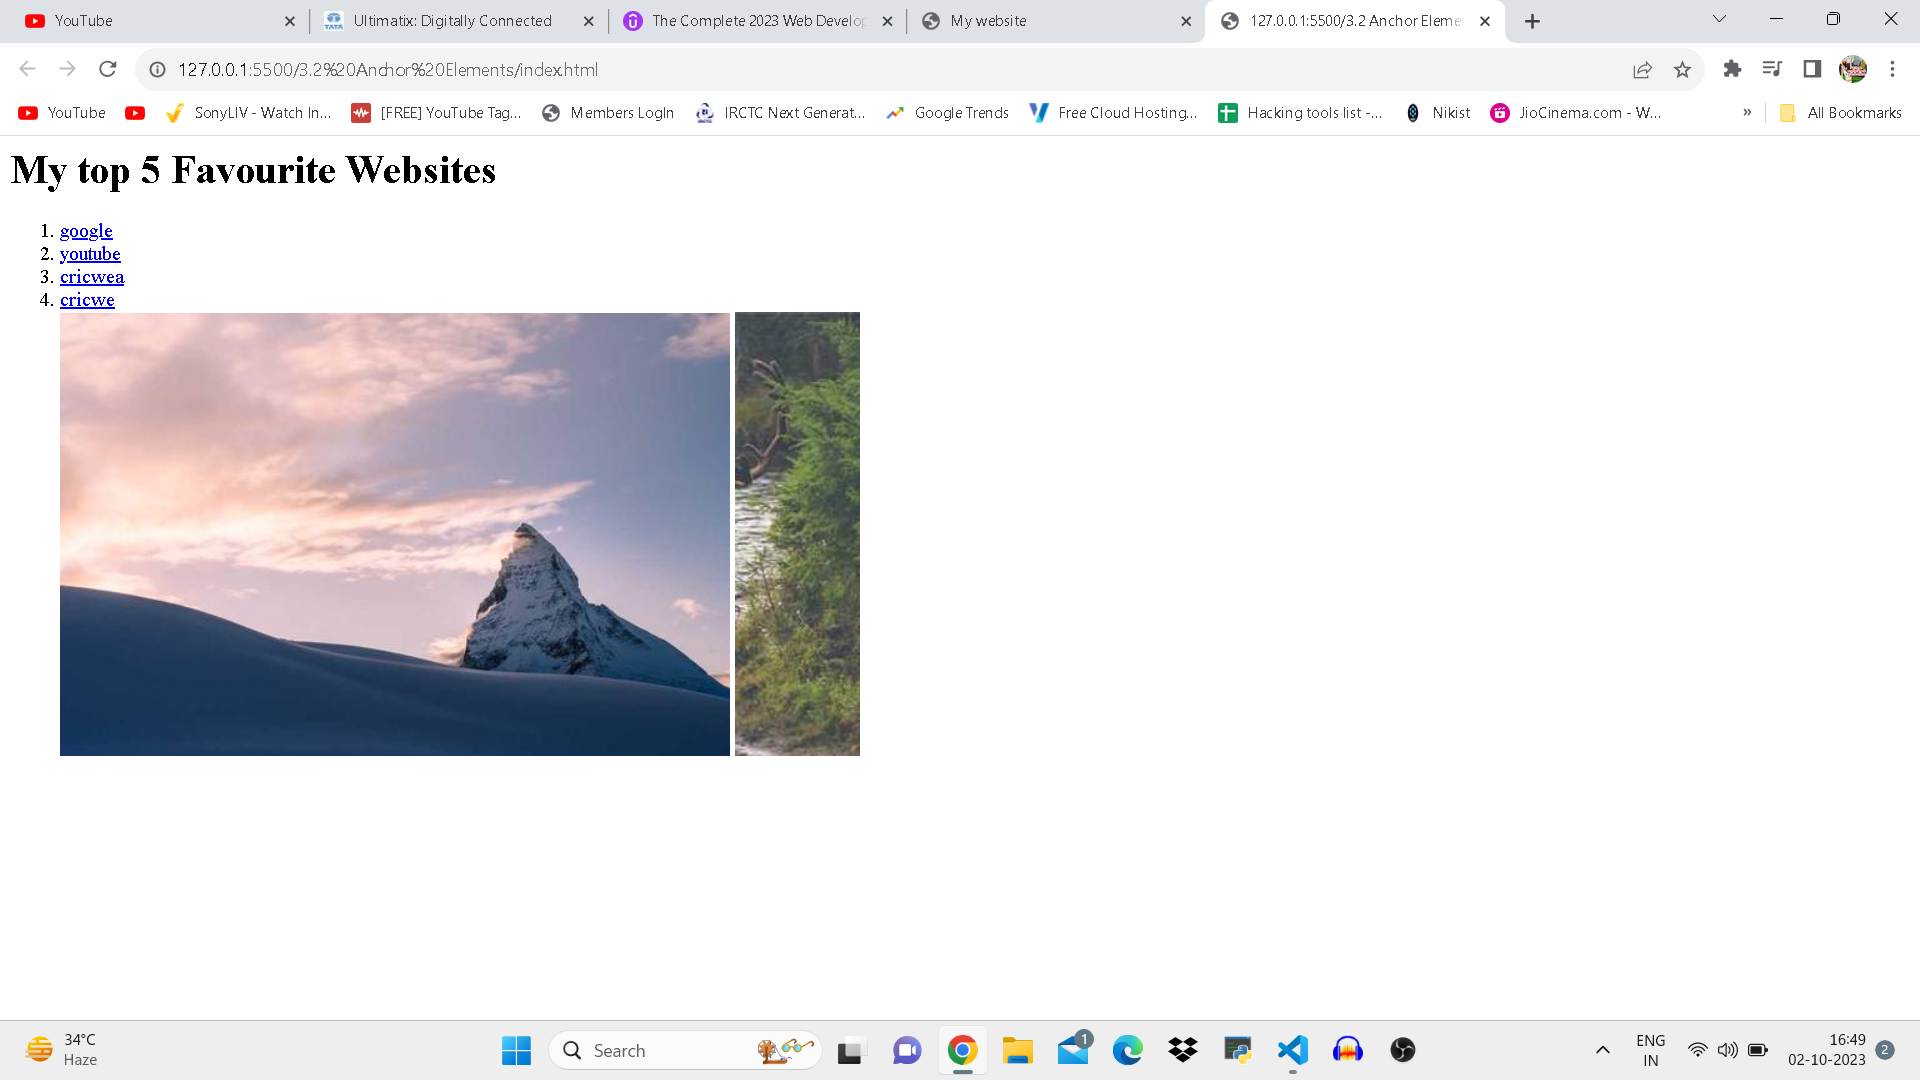 YouTube
Ultimatix: Digitally Connected
The Complete 2023 Web Develop
My website
127.0.0.1:5500/3.2 Anchor Eleme
127.0.0.1:5500/3.2%20Anchor%20Elements/index.html
YouTube
SonyLIV - Watch In...
[FREE] YouTube Tag...
Members LogIn
IRCTC Next Generat...
Google Trends
Free Cloud Hosting...
Hacking tools list -...
Nikist
JioCinema.com - W...
»
All Bookmarks
My top 5 Favourite Websites
1. google
2. youtube
3. cricwea
4. cricwe
34°C
Haze
Search
1
ENG
IN
16:49
02-10-2023
2